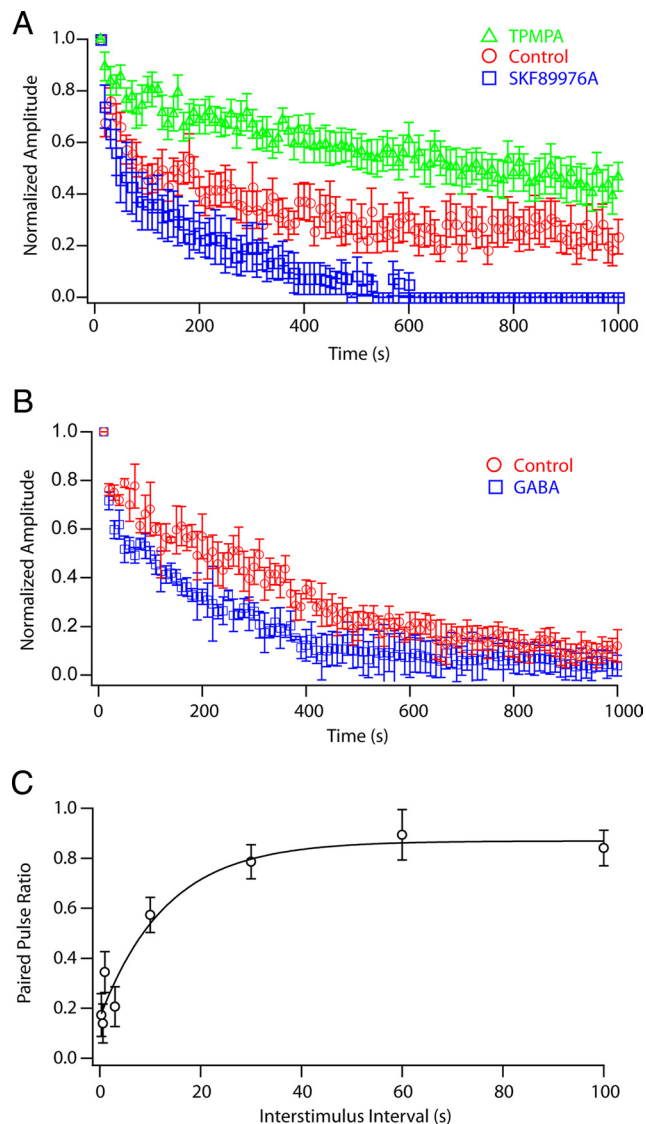 A
TPMPA
Control
SKF89976A
Normalized Amplitude
1.0
0.8
0.6
0.4
0.2
0.0
0 200 400 600 800 1000
Time (s)
B
Control
GABA
Normalized Amplitude
1.0
0.8
0.6
0.4
0.2
0.0
0 200 400 600 800 1000
Time (s)
C
Paired Pulse Ratio
1.0
0.8
0.6
0.4
0.2
0.0
0 20 40 60 80 100
Interstimulus Interval (s)